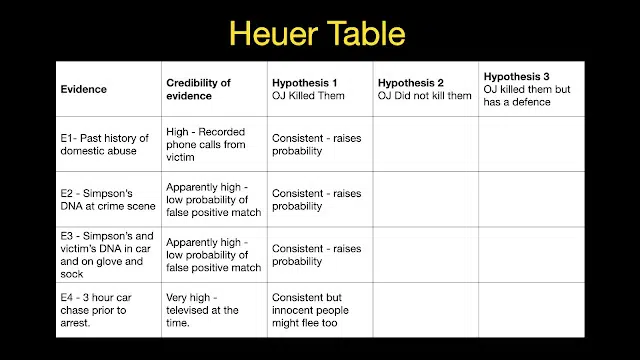 Heuer Table
Evidence
Credibility of
evidence
Hypothesis 1
OJ Killed Them
Hypothesis 2
OJ Did not kill them
Hypothesis 3
OJ killed them but
has a defence
E1- Past history of
domestic abuse
High - Recorded
phone calls from
victim
Consistent - raises
probability
E2 - Simpson's
DNA at crime scene
Apparently high -
low probability of
false positive match
Consistent - raises
probability
E3 - Simpson's and
victim's DNA in car
and on glove and
sock
Apparently high -
low probability of
false positive match
Consistent - raises
probability
E4 - 3 hour car
chase prior to
arrest.
Very high -
televised at the
time.
Consistent but
innocent people
might flee too